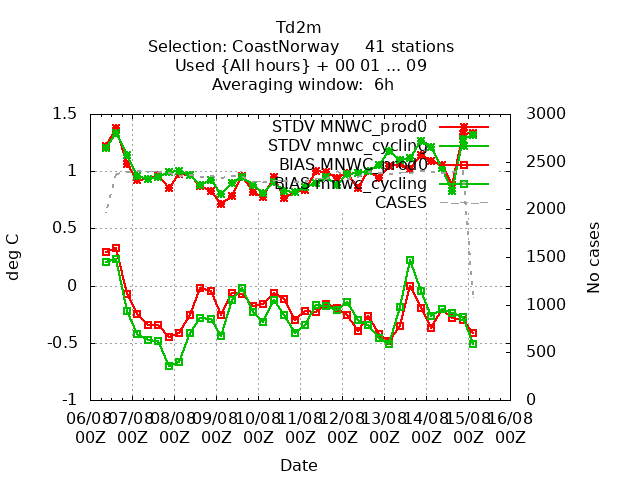 Td2m
Selection: CoastNorway 41 stations
Used {All hours} + 00 01 ... 09
Averaging window: 6h
1.5
1
0.5
0
-0.5
-1
3000
2500
2000
1500
1000
500
0
STDV MNWC_prod0
STDV mnwc_cycling
BIAS MNWC_prod0
BIAS mnwc_cycling
CASES
deg C
No cases
06/08 07/08 08/08 09/08 10/08 11/08 12/08 13/08 14/08 15/08 16/08
00Z 00Z 00Z 00Z 00Z 00Z 00Z 00Z 00Z 00Z 00Z
Date